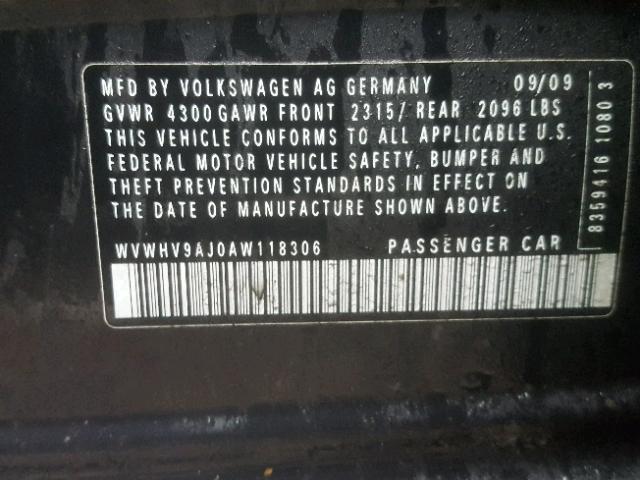 MFD BY VOLKSWAGEN AG GERMANY 09/09
GVWR 4300 GAWR FRONT 2315/ REAR 2096 LBS
THIS VEHICLE CONFORMS TO ALL APPLICABLE U.S.
FEDERAL MOTOR VEHICLE SAFETY, BUMPER AND
THEFT PREVENTION STANDARDS IN EFFECT ON
THE DATE OF MANUFACTURE SHOWN ABOVE.
WVWHV9AJ0AW118306 PASSENGER CAR
8359416 1080 3